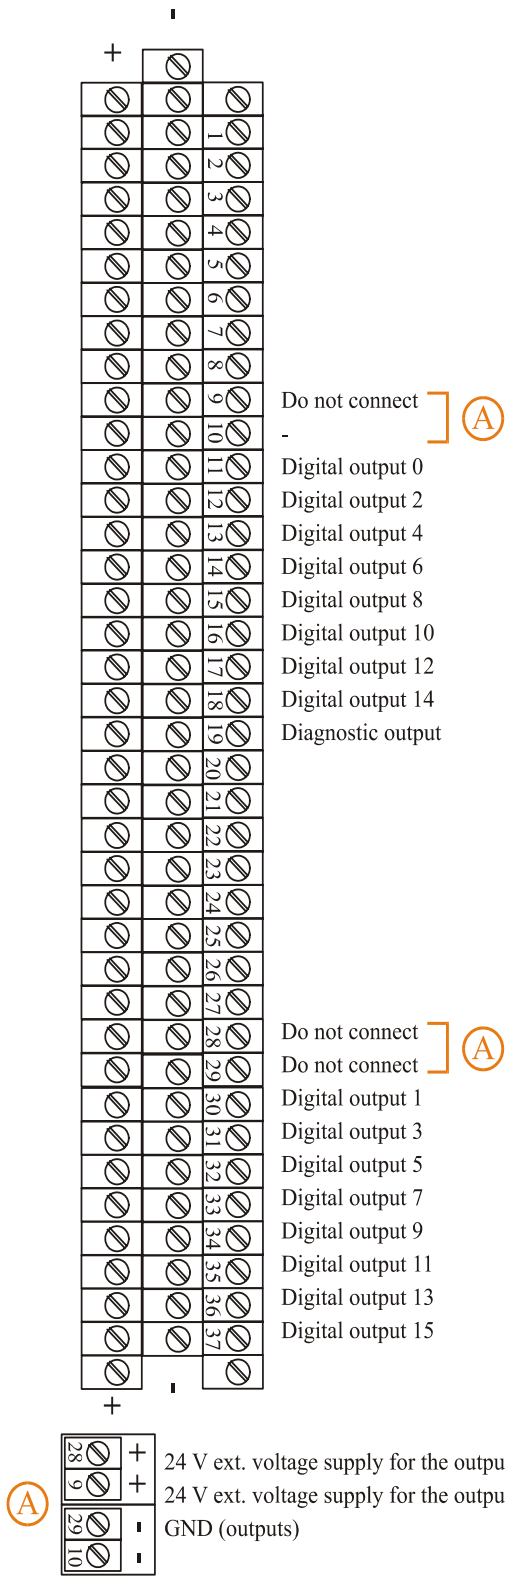 -
+
1
2
3
4
5
6
7
8
9 Do not connect A
10 -
11 Digital output 0
12 Digital output 2
13 Digital output 4
14 Digital output 6
15 Digital output 8
16 Digital output 10
17 Digital output 12
18 Digital output 14
19 Diagnostic output
20
21
22
23
24
25
26
27
28 Do not connect A
29 Do not connect
30 Digital output 1
31 Digital output 3
32 Digital output 5
33 Digital output 7
34 Digital output 9
35 Digital output 11
36 Digital output 13
37 Digital output 15
-
+
28 + 24 V ext. voltage supply for the outpu
9 + 24 V ext. voltage supply for the outpu
A
29 - GND (outputs)
10 -